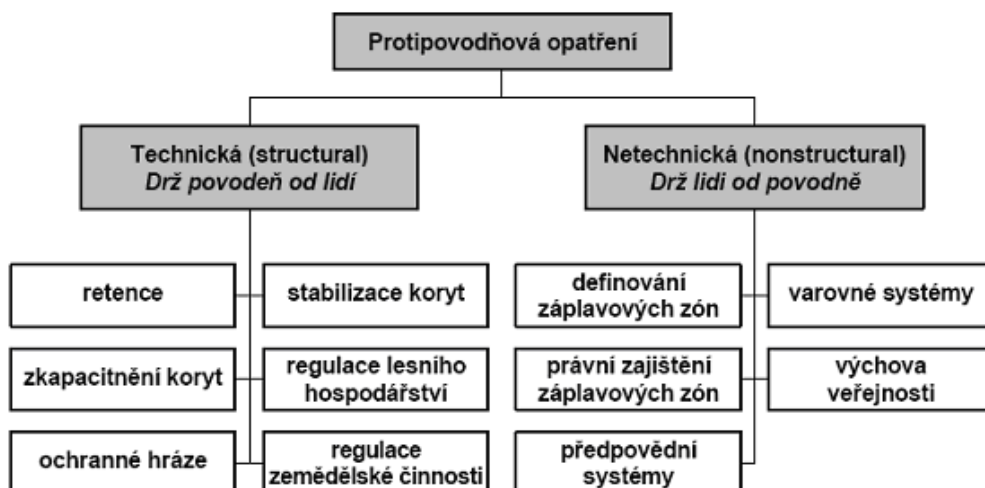 Protipovodňová opatření
Technická (structural)
Drž povodeň od lidí
Netechnická (nonstructural)
Drž lidi od povodně
retence
stabilizace koryt
definování
záplavových zón
varovné systémy
zkapacitnění koryt
regulace lesního
hospodářství
právní zajištění
záplavových zón
výchova
veřejnosti
ochranné hráze
regulace
zemědělské činnosti
předpovědní
systémy